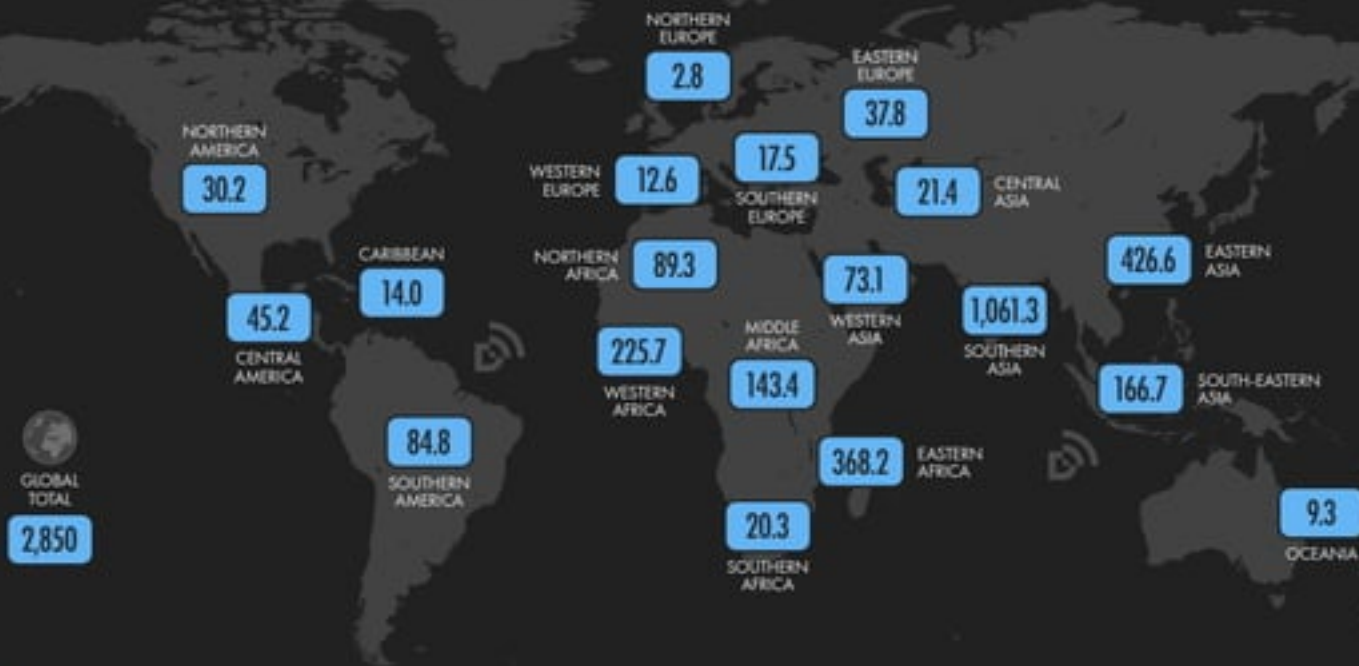 NORTHERN
EUROPE
2.8
EASTERN
EUROPE
37.8
NORTHERN
AMERICA
30.2
WESTERN
EUROPE
12.6
17.5
SOUTHERN
EUROPE
21.4
CENTRAL
ASIA
CARIBBEAN
14.0
NORTHERN
AFRICA
89.3
73.1
WESTERN
ASIA
426.6
EASTERN
ASIA
45.2
CENTRAL
AMERICA
1,061.3
SOUTHERN
ASIA
225.7
WESTERN
AFRICA
MIDDLE
AFRICA
143.4
166.7
SOUTH-EASTERN
ASIA
84.8
SOUTHERN
AMERICA
368.2
EASTERN
AFRICA
GLOBAL
TOTAL
2,850
20.3
SOUTHERN
AFRICA
9.3
OCEANIA